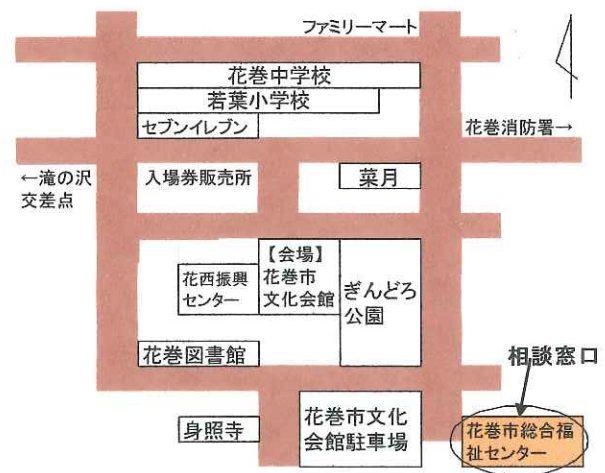 ファミリーマート
花巻中学校
若葉小学校
セブンイレブン
花巻消防署→
←滝の沢
交差点
入場券販売所
菜月
【会場】
花巻市
文化会館
花西振興
センター
ぎんどろ
公園
花巻図書館
相談窓口
身照寺
花巻市文化
会館駐車場
花巻市総合福
祉センター